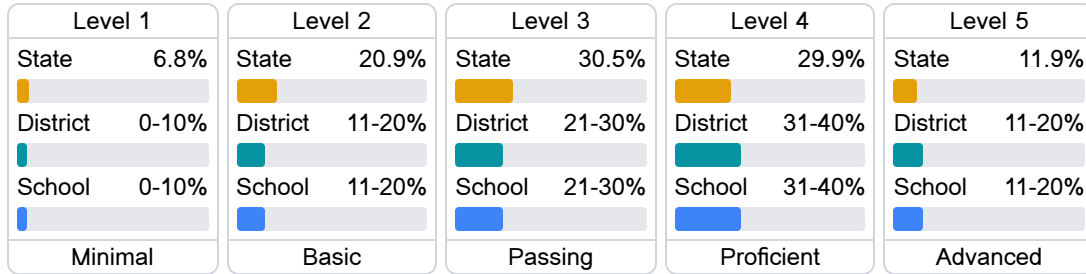 Level 1
State 6.8%
District 0-10%
School 0-10%
Minimal
Level 2
State 20.9%
District 11-20%
School 11-20%
Basic
Level 3
State 30.5%
District 21-30%
School 21-30%
Passing
Level 4
State 29.9%
District 31-40%
School 31-40%
Proficient
Level 5
State 11.9%
District 11-20%
School 11-20%
Advanced